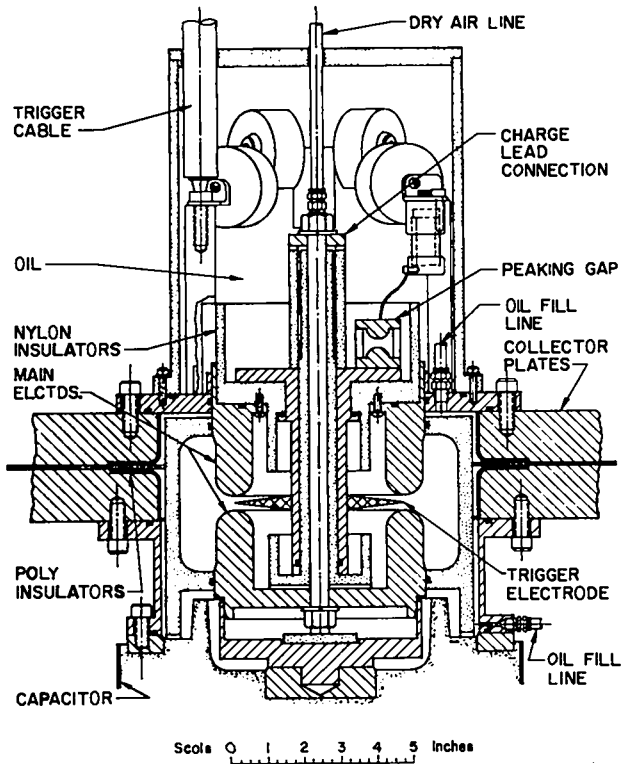 DRY AIR LINE
TRIGGER
CABLE
CHARGE
LEAD
CONNECTION
OIL
PEAKING GAP
OIL FILL
LINE
NYLON
INSULATORS
COLLECTOR
PLATES
MAIN
ELCTDS.
POLY
INSULATORS
TRIGGER
ELECTRODE
OIL FILL
LINE
CAPACITOR
Scale 0 1 2 3 4 5 Inches